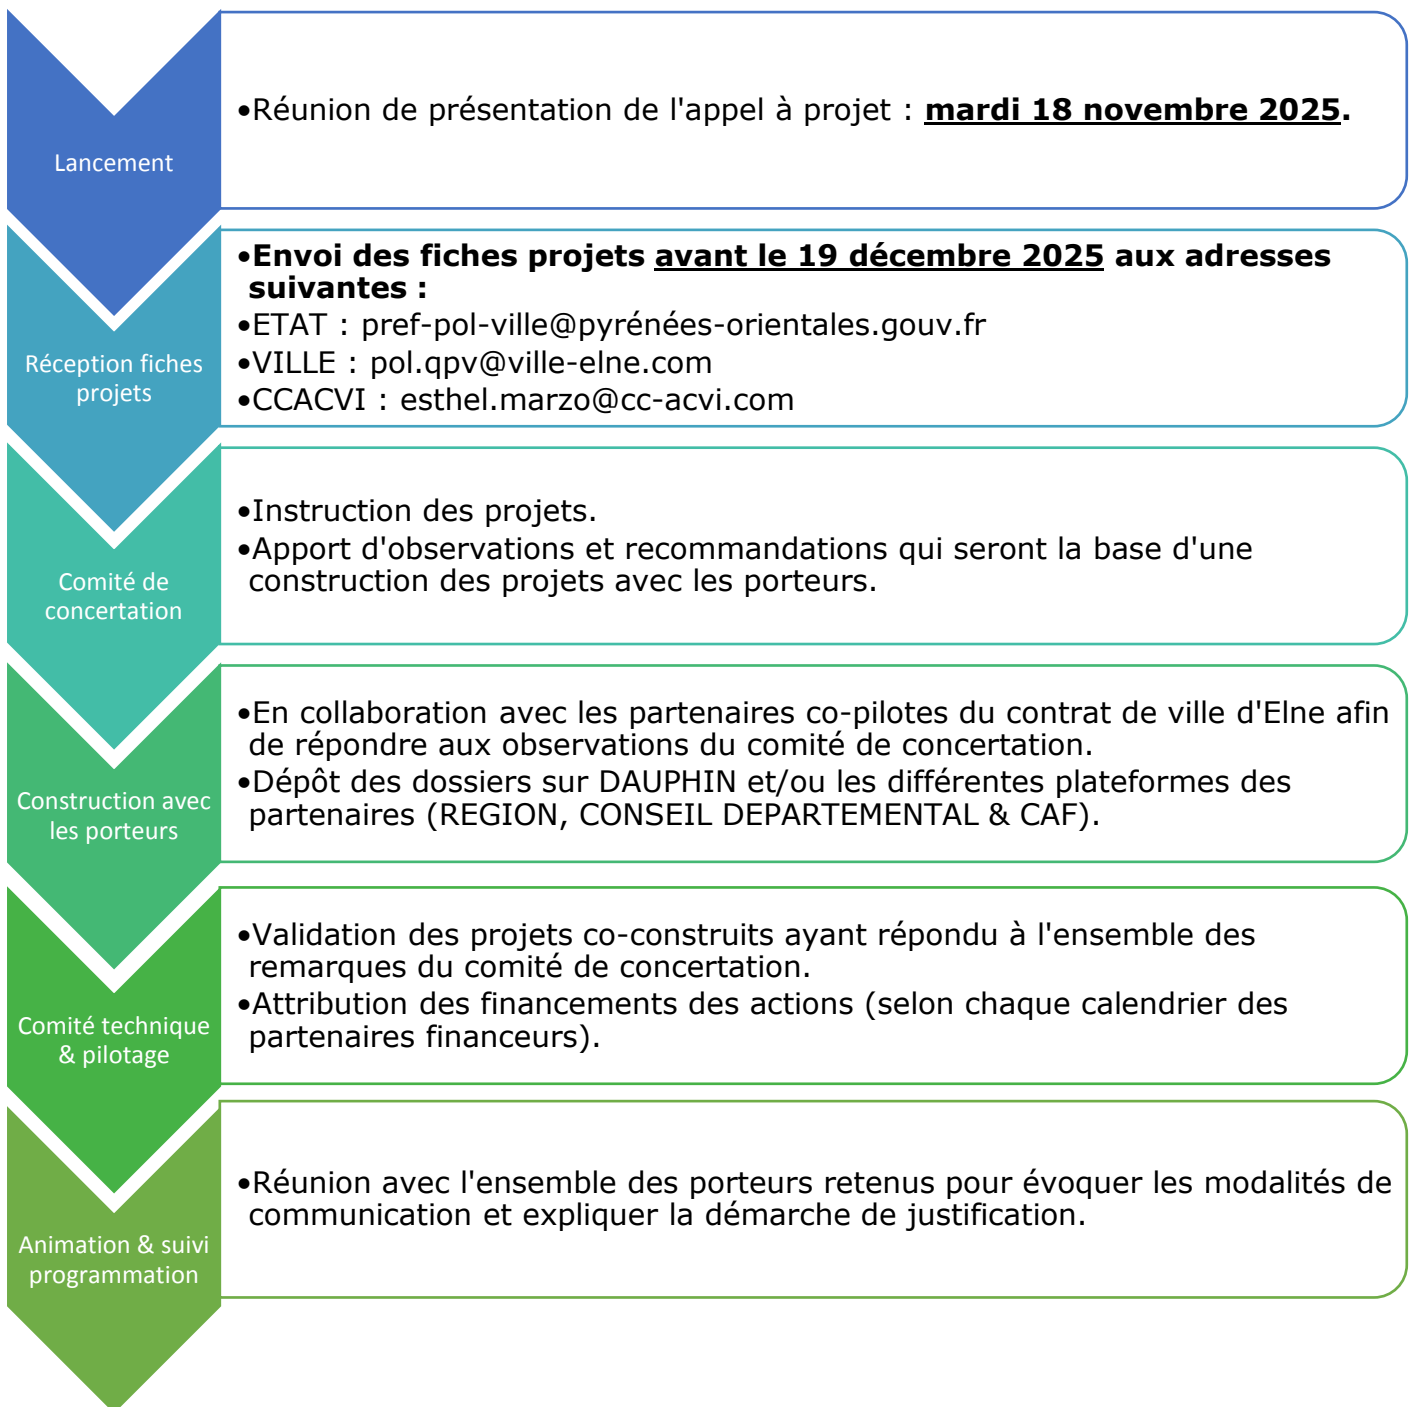 Lancement
•Réunion de présentation de l'appel à projet : mardi 18 novembre 2025.
Réception fiches
projets
•Envoi des fiches projets avant le 19 décembre 2025 aux adresses
suivantes :
•ETAT : pref-pol-ville@pyrénées-orientales.gouv.fr
•VILLE : pol.qpv@ville-elne.com
•CCACVI : esthel.marzo@cc-acvi.com
Comité de
concertation
•Instruction des projets.
•Apport d'observations et recommandations qui seront la base d'une
construction des projets avec les porteurs.
Construction avec
les porteurs
•En collaboration avec les partenaires co-pilotes du contrat de ville d'Elne afin
de répondre aux observations du comité de concertation.
•Dépôt des dossiers sur DAUPHIN et/ou les différentes plateformes des
partenaires (REGION, CONSEIL DEPARTEMENTAL & CAF).
Comité technique
& pilotage
•Validation des projets co-construits ayant répondu à l'ensemble des
remarques du comité de concertation.
•Attribution des financements des actions (selon chaque calendrier des
partenaires financeurs).
Animation & suivi
programmation
•Réunion avec l'ensemble des porteurs retenus pour évoquer les modalités de
communication et expliquer la démarche de justification.